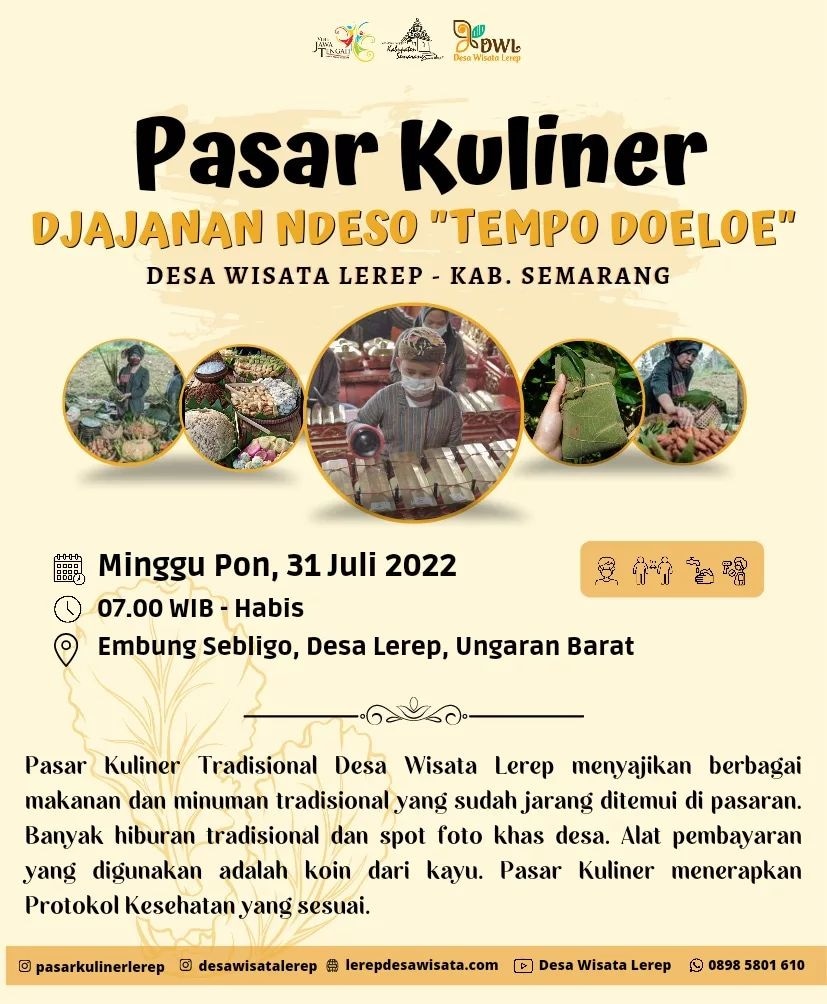 Jawa
Tengah
Kabupaten
Semarang
DWL
Desa Wisata Lerep
Pasar Kuliner
DJAJANAN NDESO "TEMPO DOELOE"
DESA WISATA LEREP - KAB. SEMARANG
Minggu Pon, 31 Juli 2022
07.00 WIB - Habis
Embung Sebligo, Desa Lerep, Ungaran Barat
Pasar Kuliner Tradisional Desa Wisata Lerep menyajikan berbagai
makanan dan minuman tradisional yang sudah jarang ditemui di pasaran.
Banyak hiburan tradisional dan spot foto khas desa. Alat pembayaran
yang digunakan adalah koin dari kayu. Pasar Kuliner menerapkan
Protokol Kesehatan yang sesuai.
pasarkulinerlerep desawisatalerep lerepdesawisata.com Desa Wisata Lerep 0898 5801 610